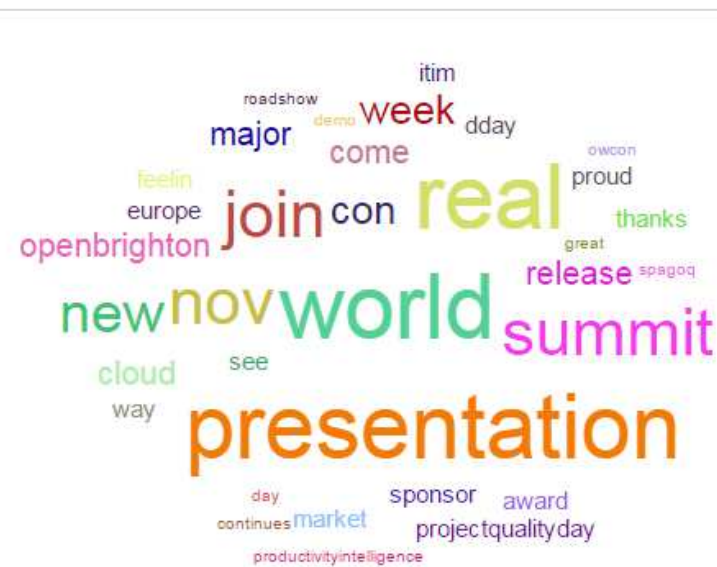 itim
roadshow
demo
week
dday
major
come
owcon
feelin
real
proud
europe
join
con
thanks
openbrighton
great
release
spagoq
new
nov
world
summit
see
cloud
way
presentation
day
sponsor
award
continues
market
projectqualityday
productivityintelligence